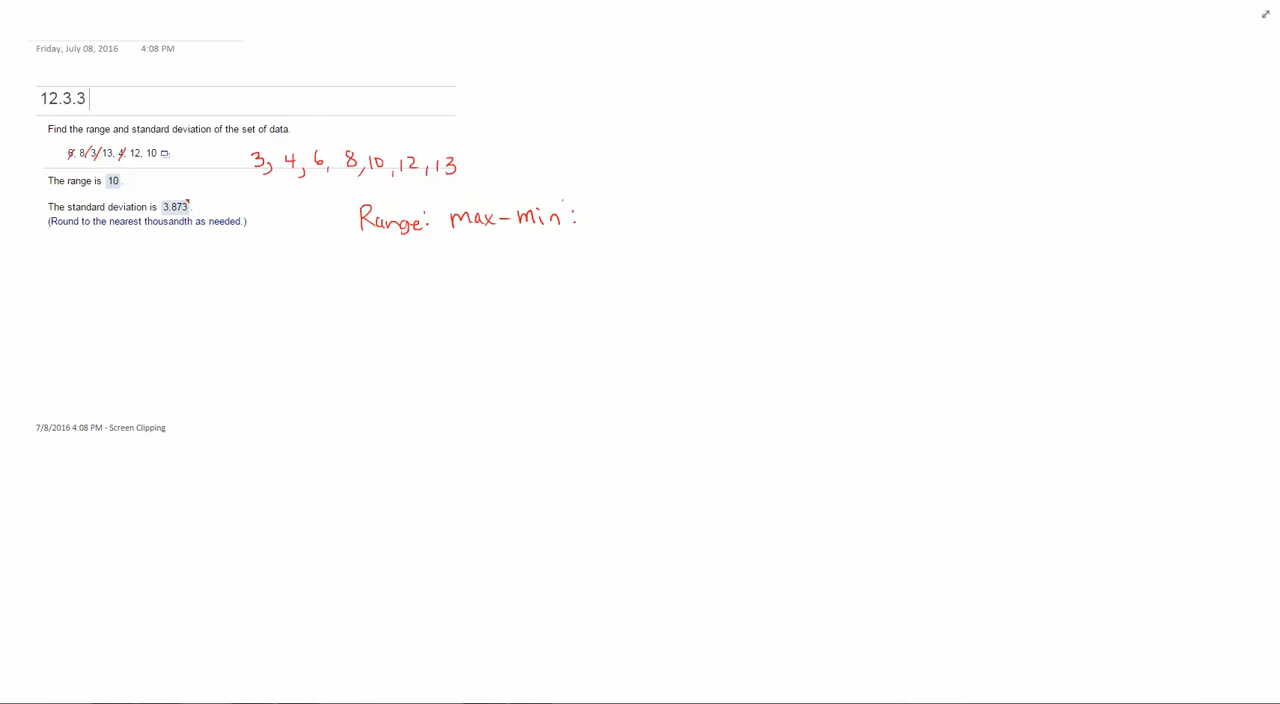 Friday, July 08, 2016 4:08 PM
12.3.3
Find the range and standard deviation of the set of data.
6, 8, 3, 13, 4, 12, 10
3, 4, 6, 8, 10, 12, 13
The range is 10.
The standard deviation is 3.873.
(Round to the nearest thousandth as needed.)
Range: max-min:
7/8/2016 4:08 PM - Screen Clipping